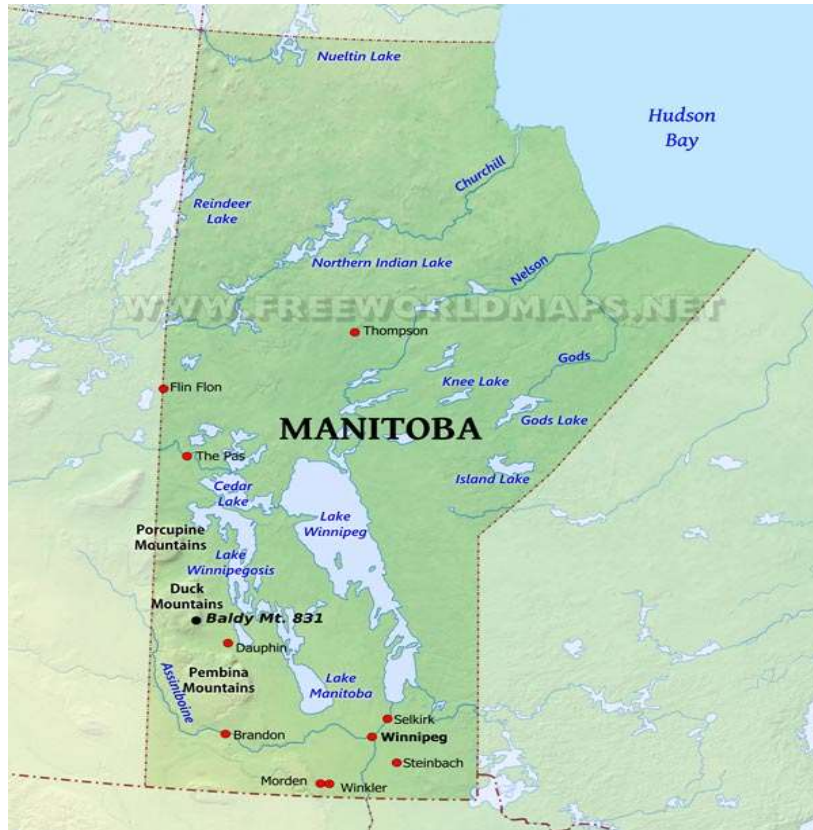 Nueltin Lake
Hudson
Bay
Churchill
Reindeer
Lake
Northern Indian Lake
Nelson
WWW.FREEWORLDMAPS.NET
Thompson
Gods
Flin Flon
Knee Lake
Gods Lake
MANITOBA
The Pas
Island Lake
Cedar
Lake
Lake
Winnipeg
Porcupine
Mountains
Lake
Winnipegosis
Duck
Mountains
Baldy Mt. 831
Dauphin
Pembina
Mountains
Lake
Manitoba
Assiniboine
Selkirk
Brandon
Winnipeg
Steinbach
Morden
Winkler